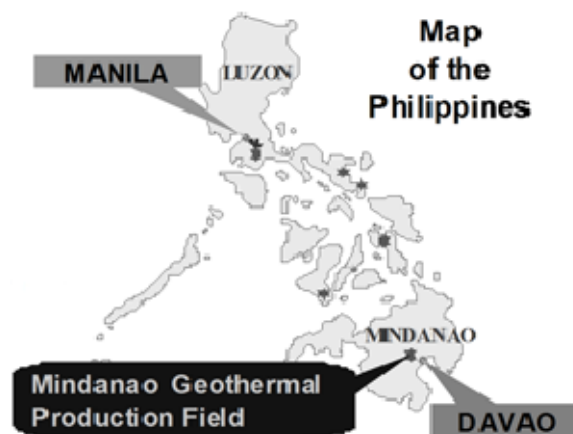 Map
of the
Philippines
LUZON
MANILA
MINDANAO
Mindanao Geothermal
Production Field
DAVAO